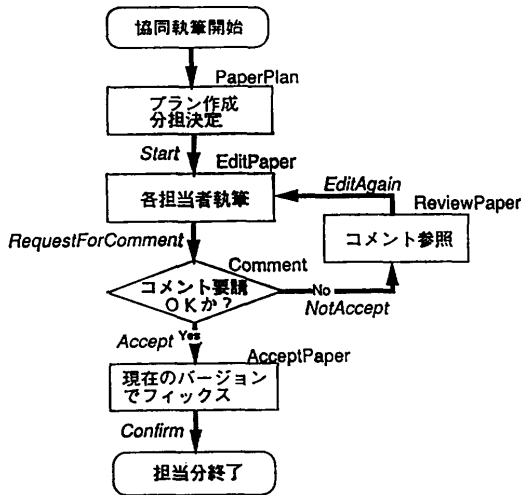 協同執筆開始
PaperPlan
プラン作成
分担決定
Start
EditPaper
各担当者執筆
EditAgain
ReviewPaper
コメント参照
RequestForComment
Comment
コメント要請
OKか?
No
NotAccept
Accept
Yes
AcceptPaper
現在のバージョン
でフィックス
Confirm
担当分終了